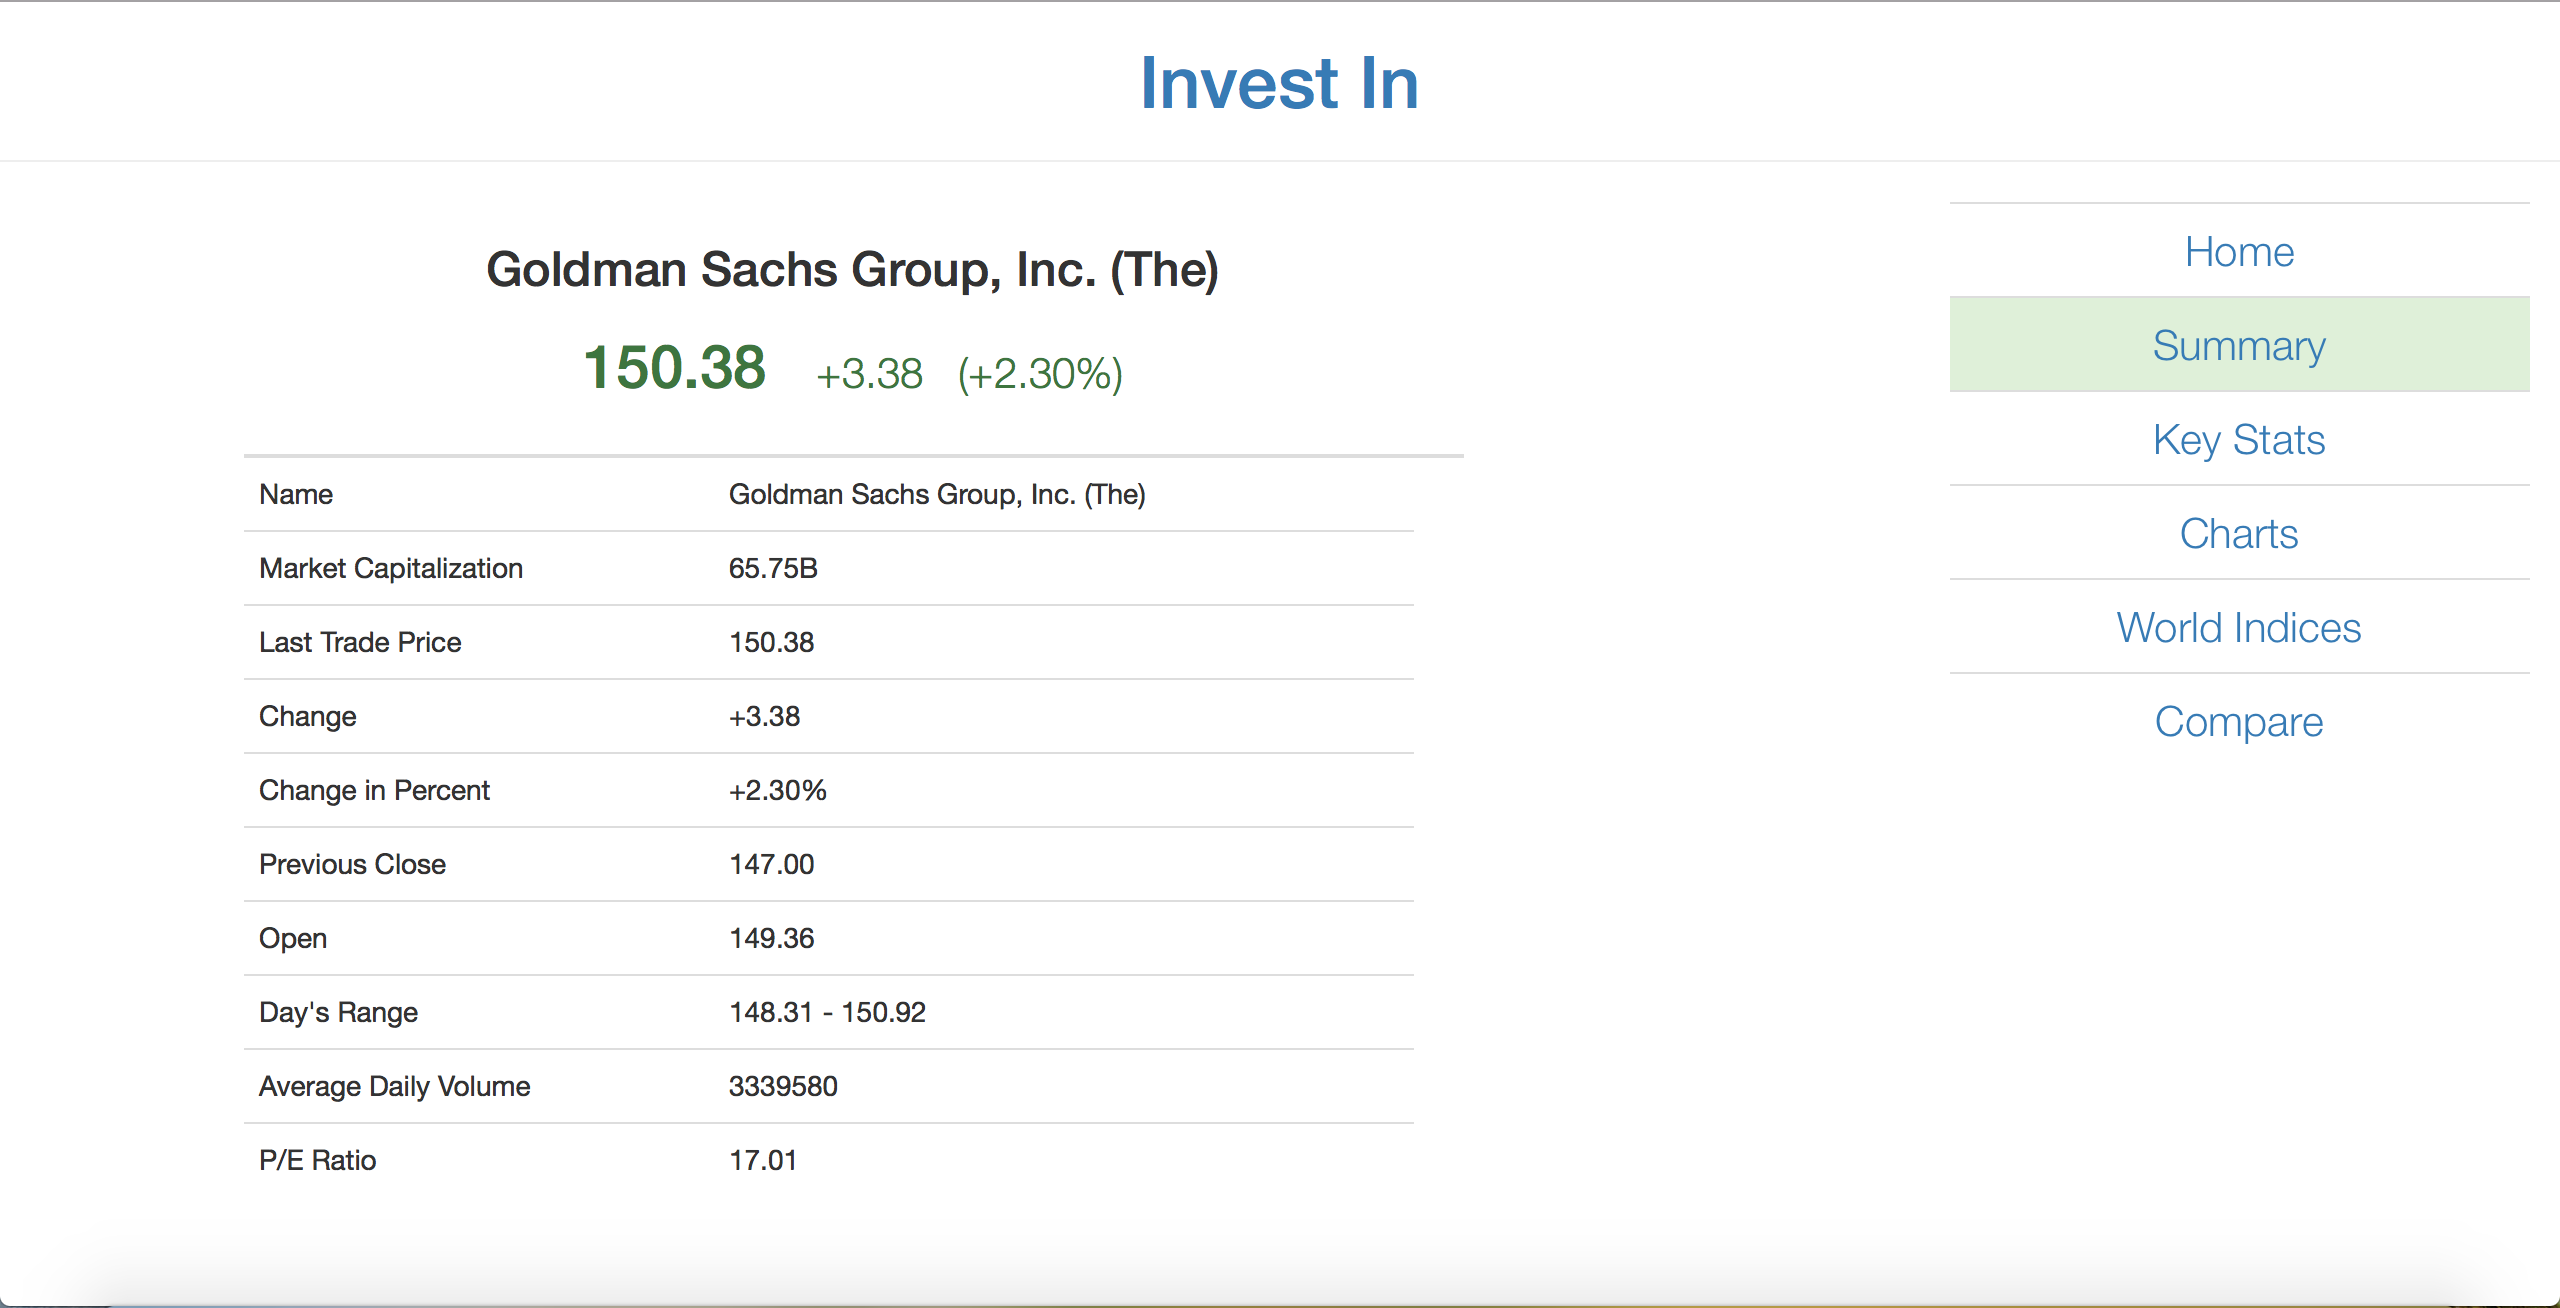 Invest In
Goldman Sachs Group, Inc. (The)
150.38 +3.38 (+2.30%)
Name Goldman Sachs Group, Inc. (The)
Market Capitalization 65.75B
Last Trade Price 150.38
Change +3.38
Change in Percent +2.30%
Previous Close 147.00
Open 149.36
Day's Range 148.31 - 150.92
Average Daily Volume 3339580
P/E Ratio 17.01
Home
Summary
Key Stats
Charts
World Indices
Compare